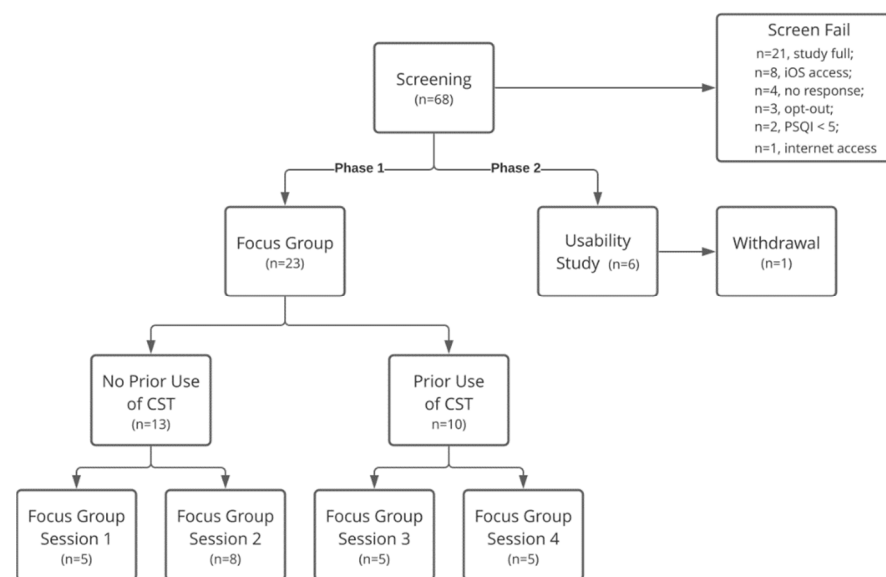 Screen Fail
n=21, study full;
n=8, iOS access;
n=4, no response;
n=3, opt-out;
n=2, PSQI < 5;
n=1, internet access
Screening
(n=68)
Phase 1
Phase 2
Focus Group
(n=23)
Usability
Study (n=6)
Withdrawal
(n=1)
No Prior Use
of CST
(n=13)
Prior Use
of CST
n=10)
Focus Group
Session 1
(n=5)
Focus Group
Session 2
(n=8)
Focus Group
Session 3
(n=5)
Focus Group
Session 4
(n=5)